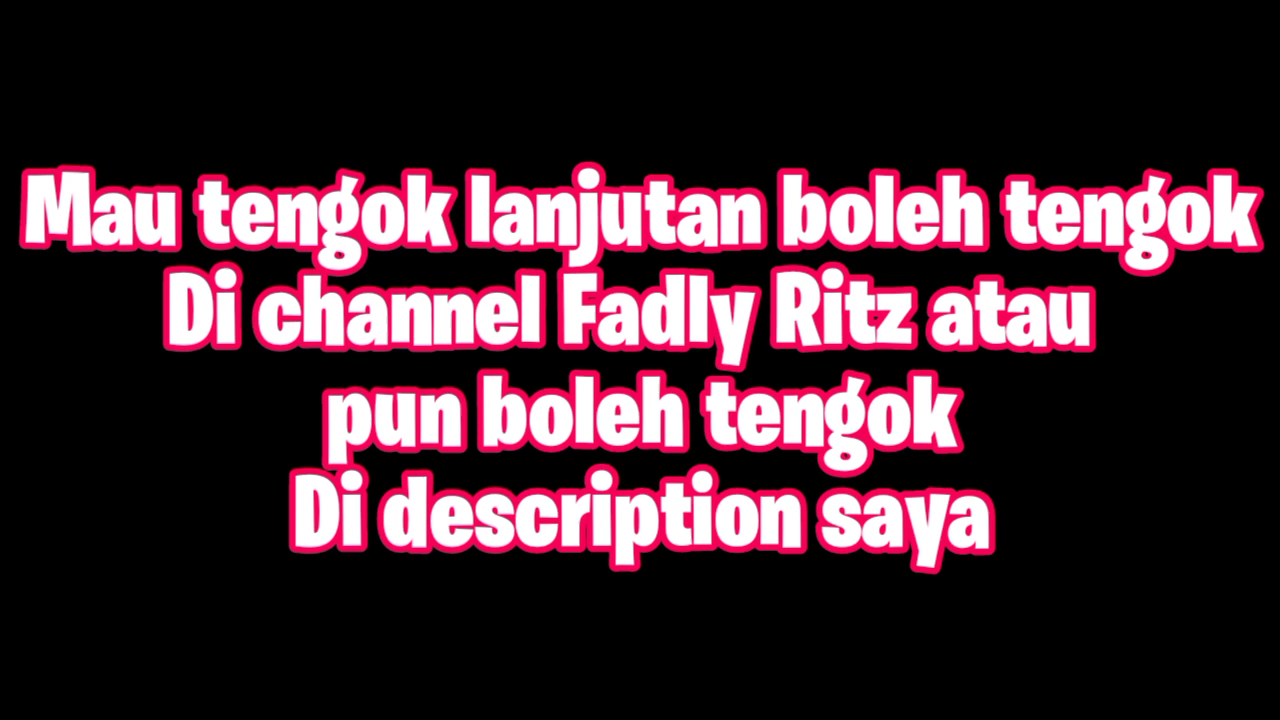 Mau tengok lanjutan boleh tengok
Di channel Fadly Ritz atau
pun boleh tengok
Di description saya